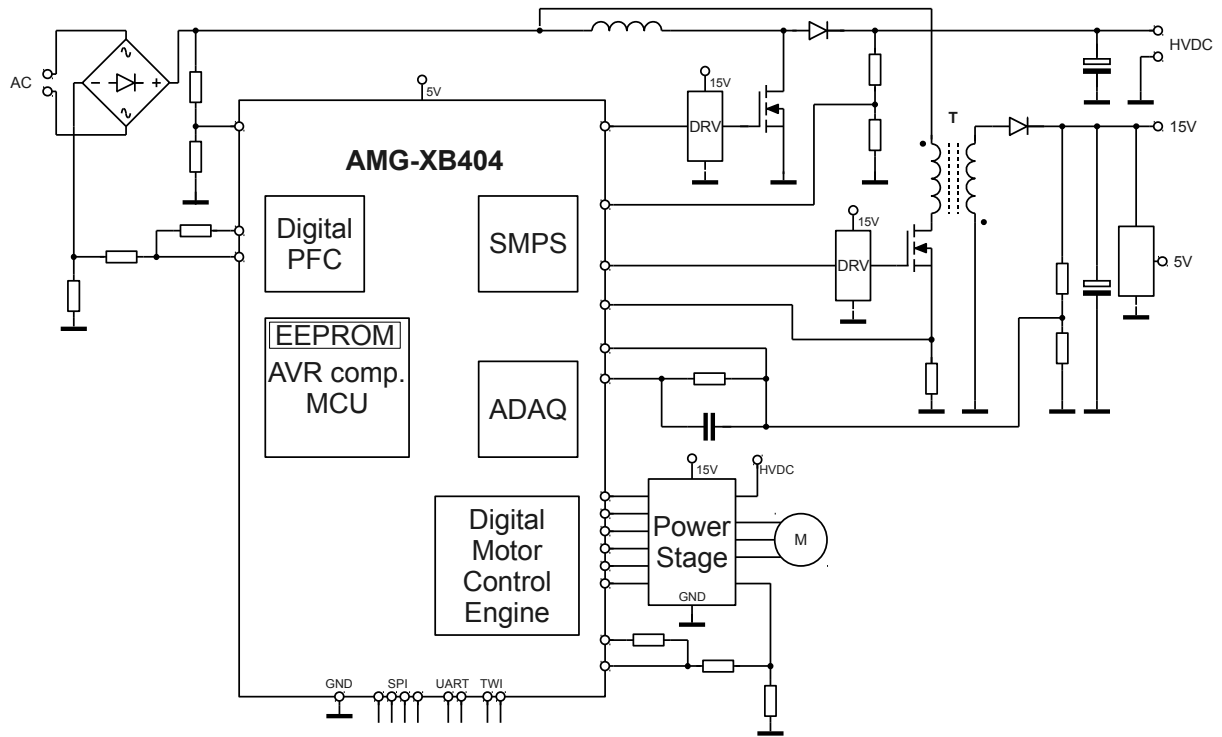 AC
~
−
+
~
HVDC
5V
15V
DRV
T
15V
AMG-XB404
Digital
PFC
SMPS
15V
DRV
5V
EEPROM
AVR comp.
MCU
ADAQ
15V
HVDC
Digital
Motor
Control
Engine
Power
Stage
GND
M
GND
SPI
UART
TWI